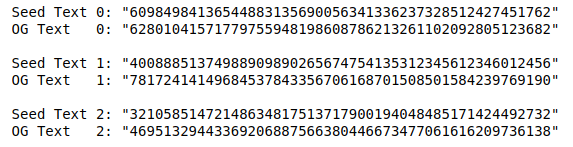 Seed Text 0: "60984984136544883135690056341336237328512427451762"
OG Text   0: "62801041571779755948198608786213261102092805123682"
Seed Text 1: "40088851374988909890265674754135312345612346012456"
OG Text   1: "78172414149684537843356706168701508501584239769190"
Seed Text 2: "32105851472148634817513717900194048485171424492732"
OG Text   2: "46951329443369206887566380446673477061616209736138"